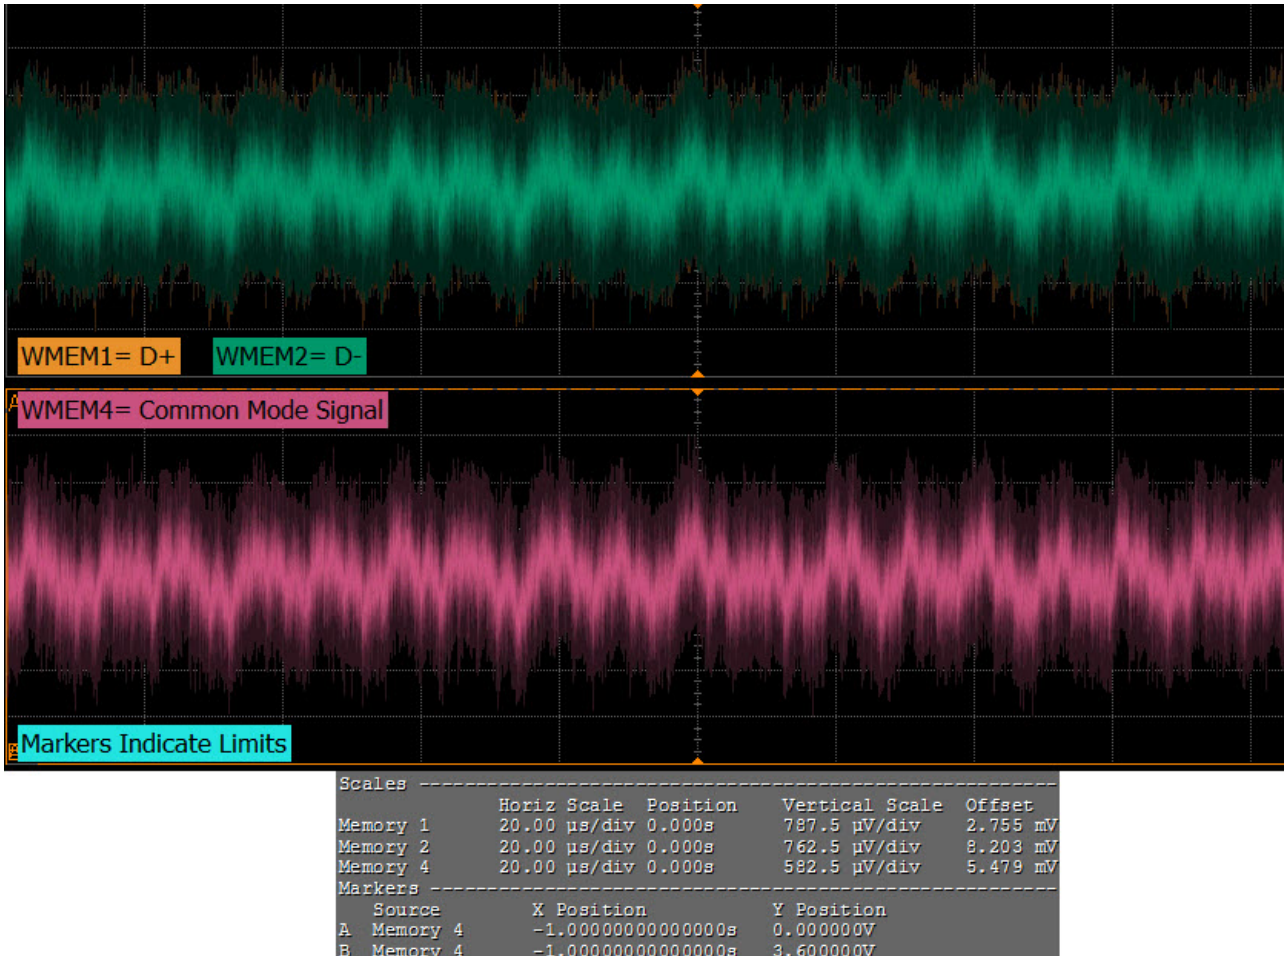 WMEM1= D+ WMEM2= D-
A
WMEM4= Common Mode Signal
Markers Indicate Limits
Scales
Horiz Scale Position Vertical Scale Offset
Memory 1 20.00 µs/div 0.000s 787.5 µV/div 2.755 mV
Memory 2 20.00 µs/div 0.000s 762.5 µV/div 8.203 mV
Memory 4 20.00 µs/div 0.000s 582.5 µV/div 5.479 mV
Markers
Source X Position Y Position
A Memory 4 -1.00000000000000s 0.000000V
B Memory 4 -1.00000000000000s 3.600000V